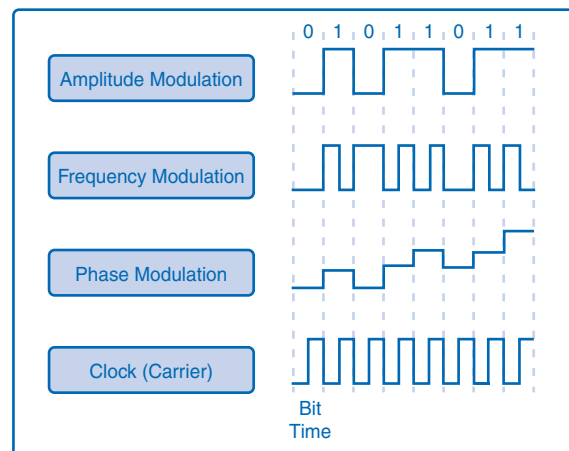 0 1 0 1 1 0 1 1
Amplitude Modulation
Frequency Modulation
Phase Modulation
Clock (Carrier)
Bit
Time